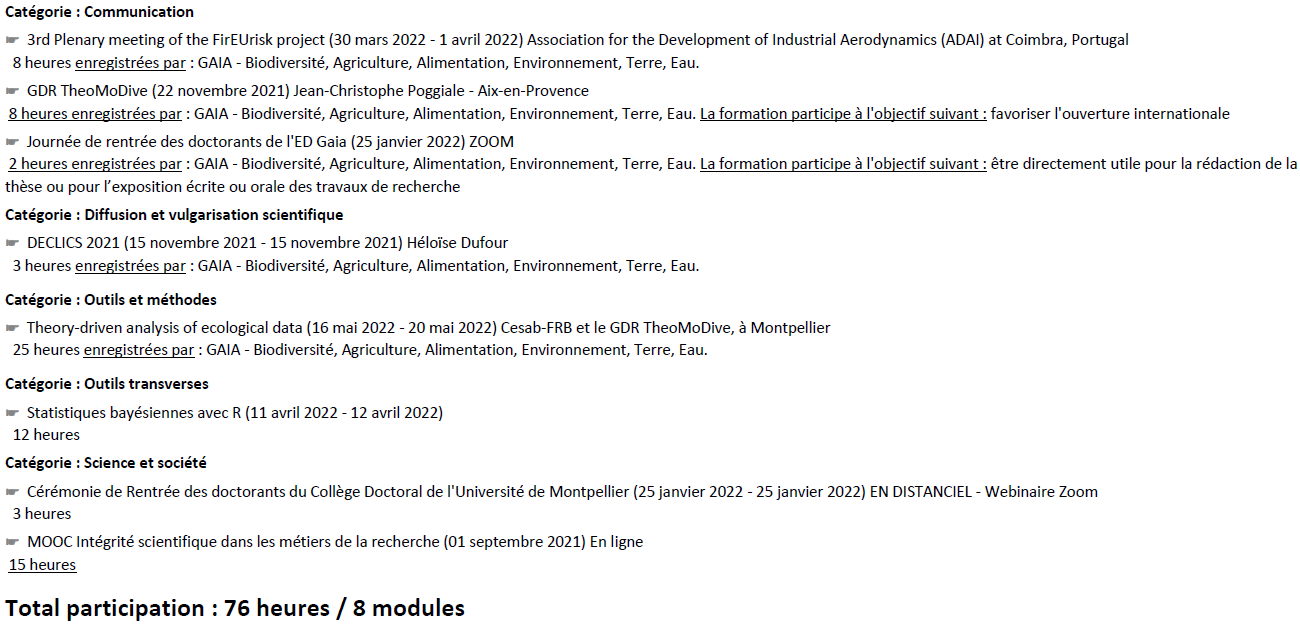 Catégorie : Communication
☛ 3rd Plenary meeting of the FirEUrisk project (30 mars 2022 - 1 avril 2022) Association for the Development of Industrial Aerodynamics (ADAI) at Coimbra, Portugal
8 heures enregistrées par : GAIA - Biodiversité, Agriculture, Alimentation, Environnement, Terre, Eau.
☛ GDR TheoMoDive (22 novembre 2021) Jean-Christophe Poggiale - Aix-en-Provence
8 heures enregistrées par : GAIA - Biodiversité, Agriculture, Alimentation, Environnement, Terre, Eau. La formation participe à l'objectif suivant : favoriser l'ouverture internationale
☛ Journée de rentrée des doctorants de l'ED Gaia (25 janvier 2022) ZOOM
2 heures enregistrées par : GAIA - Biodiversité, Agriculture, Alimentation, Environnement, Terre, Eau. La formation participe à l'objectif suivant : être directement utile pour la rédaction de la
thèse ou pour l’exposition écrite ou orale des travaux de recherche
Catégorie : Diffusion et vulgarisation scientifique
☛ DECLICS 2021 (15 novembre 2021 - 15 novembre 2021) Héloïse Dufour
3 heures enregistrées par : GAIA - Biodiversité, Agriculture, Alimentation, Environnement, Terre, Eau.
Catégorie : Outils et méthodes
☛ Theory-driven analysis of ecological data (16 mai 2022 - 20 mai 2022) Cesab-FRB et le GDR TheoMoDive, à Montpellier
25 heures enregistrées par : GAIA - Biodiversité, Agriculture, Alimentation, Environnement, Terre, Eau.
Catégorie : Outils transverses
☛ Statistiques bayésiennes avec R (11 avril 2022 - 12 avril 2022)
12 heures
Catégorie : Science et société
☛ Cérémonie de Rentrée des doctorants du Collège Doctoral de l'Université de Montpellier (25 janvier 2022 - 25 janvier 2022) EN DISTANCIEL - Webinaire Zoom
3 heures
☛ MOOC Intégrité scientifique dans les métiers de la recherche (01 septembre 2021) En ligne
15 heures
Total participation : 76 heures / 8 modules